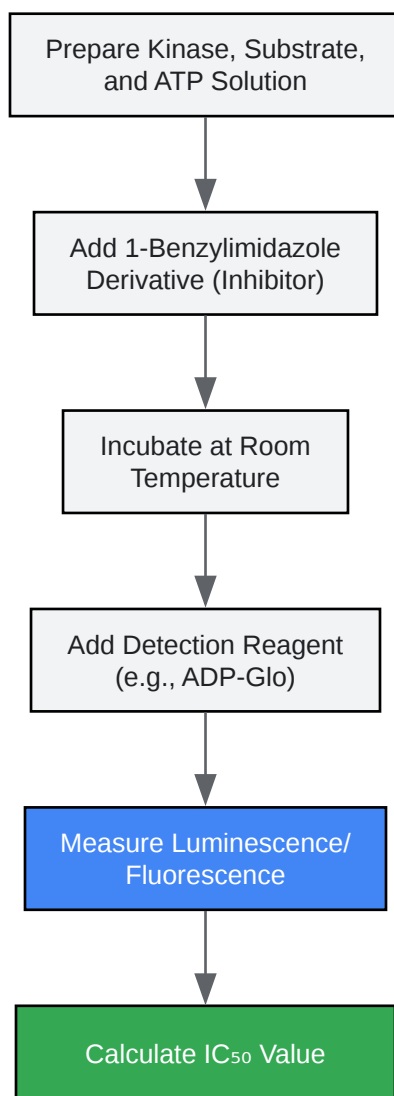 Prepare Kinase, Substrate,
and ATP Solution
Add 1-Benzylimidazole
Derivative (Inhibitor)
Incubate at Room
Temperature
Add Detection Reagent
(e.g., ADP-Glo)
Measure Luminescence/
Fluorescence
Calculate IC₅₀ Value